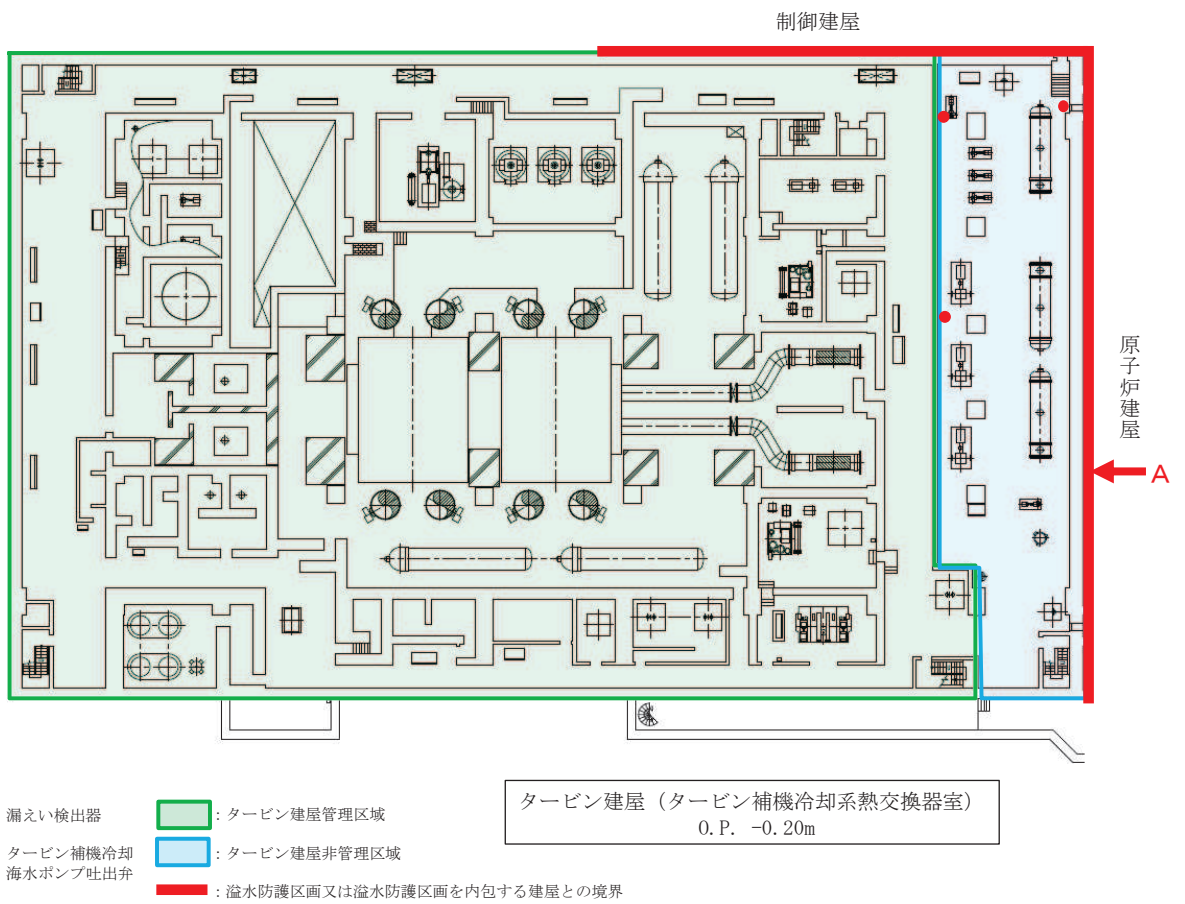 制御建屋
原子炉建屋
A
漏えい検出器
:タービン建屋管理区域
タービン補機冷却
海水ポンプ吐出弁
:タービン建屋非管理区域
:溢水防護区画又は溢水防護区画を内包する建屋との境界
タービン建屋(タービン補機冷却系熱交換器室)
O.P. -0.20m